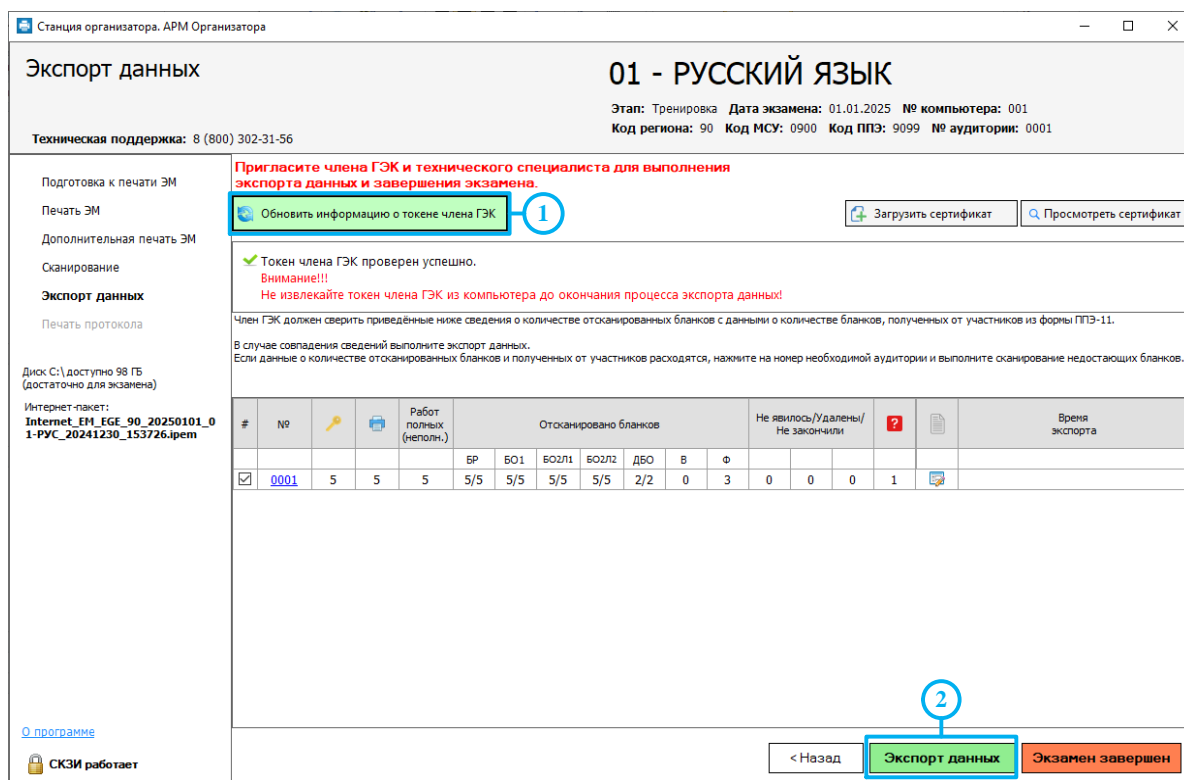 Станция организатора. АРМ Организатора
Экспорт данных
01 - РУССКИЙ ЯЗЫК
Этап: Тренировка Дата экзамена: 01.01.2025 № компьютера: 001
Код региона: 90 Код МСУ: 0900 Код ППЭ: 9099 № аудитории: 0001
Техническая поддержка: 8 (800) 302-31-56
Подготовка к печати ЭМ
Печать ЭМ
Дополнительная печать ЭМ
Сканирование
Экспорт данных
Печать протокола
Диск C:\ доступно 98 ГБ
(достаточно для экзамена)
Интернет-пакет:
Internet_EM_EGE_90_20250101_0
1-РУС_20241230_153726.ipem
О программе
СКЗИ работает
Пригласите члена ГЭК и технического специалиста для выполнения
экспорта данных и завершения экзамена.
Обновить информацию о токене члена ГЭК
1
Загрузить сертификат
Просмотреть сертификат
Токен члена ГЭК проверен успешно.
Внимание!!!
Не извлекайте токен члена ГЭК из компьютера до окончания процесса экспорта данных!
Член ГЭК должен сверить приведённые ниже сведения о количестве отсканированных бланков с данными о количестве бланков, полученных от участников из формы ППЭ-11.
В случае совпадения сведений выполните экспорт данных.
Если данные о количестве отсканированных бланков и полученных от участников расходятся, нажмите на номер необходимой аудитории и выполните сканирование недостающих бланков.
# № Работ полных (неполн.) Отсканировано бланков Не явилось/Удалены/ Не закончили ? Время экспорта
БР БО1 БО2Л1 БО2Л2 ДБО В Ф
0001 5 5 5 5/5 5/5 5/5 5/5 2/2 0 3 0 0 0 1
2
< Назад
Экспорт данных
Экзамен завершен